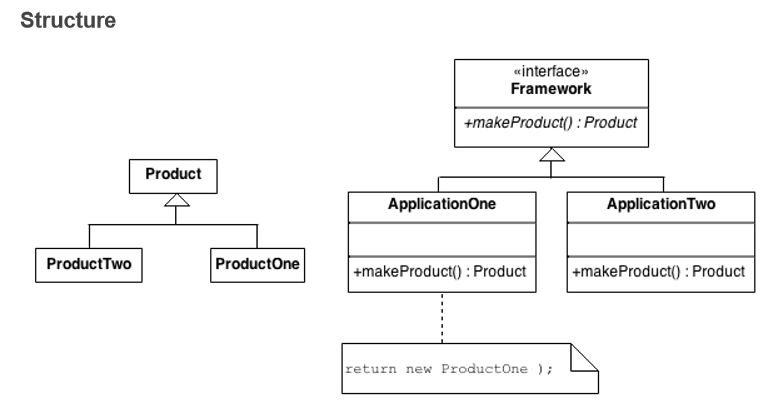 Structure
«interface»
Framework
+makeProduct() : Product
Product
ProductTwo
ProductOne
ApplicationOne
+makeProduct() : Product
ApplicationTwo
+makeProduct() : Product
return new ProductOne );